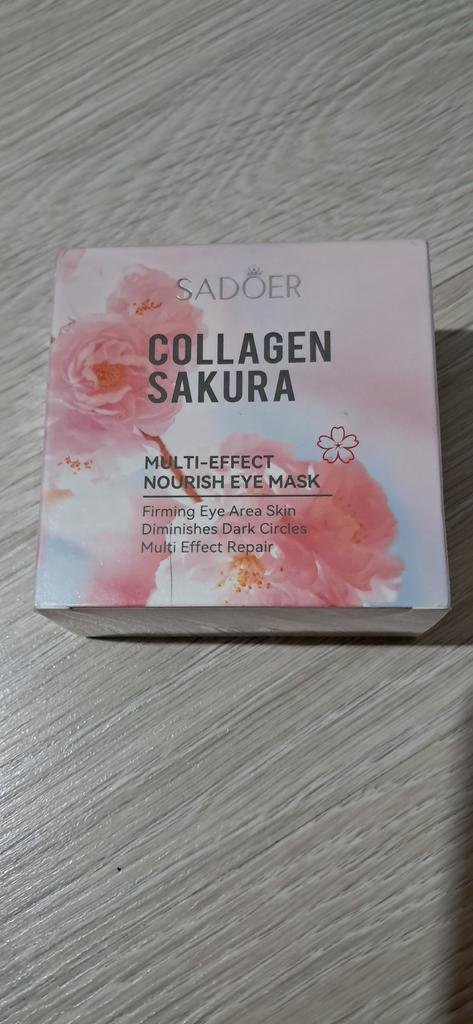 SADOER
COLLAGEN
SAKURA
MULTI-EFFECT
NOURISH EYE MASK
Firming Eye Area Skin
Diminishes Dark Circles
Multi Effect Repair